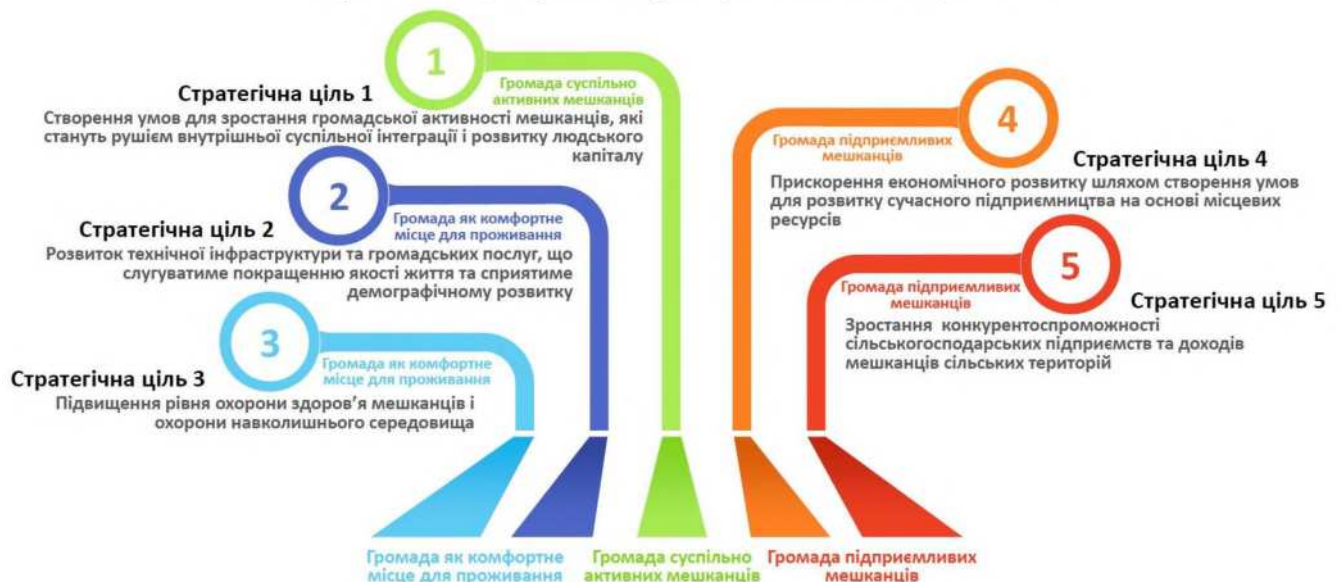 1
Громада суспільно
активних мешканців
Стратегічна ціль 1
Створення умов для зростання громадської активності мешканців, які
стануть рушієм внутрішньої суспільної інтеграції і розвитку людського
капіталу
2
Громада як комфортне
місце для проживання
Стратегічна ціль 2
Розвиток технічної інфраструктури та громадських послуг, що
слугуватиме покращенню якості життя та сприятиме
демографічному розвитку
3
Громада як комфортне
місце для проживання
Стратегічна ціль 3
Підвищення рівня охорони здоров’я мешканців і
охорони навколишнього середовища
4
Громада підприємливих
мешканців
Стратегічна ціль 4
Прискорення економічного розвитку шляхом створення умов
для розвитку сучасного підприємництва на основі місцевих
ресурсів
5
Громада підприємливих
мешканців
Стратегічна ціль 5
Зростання конкурентоспроможності
сільськогосподарських підприємств та доходів
мешканців сільських територій
Громада як комфортне
місце для проживання
Громада суспільно
активних мешканців
Громада підприємливих
мешканців